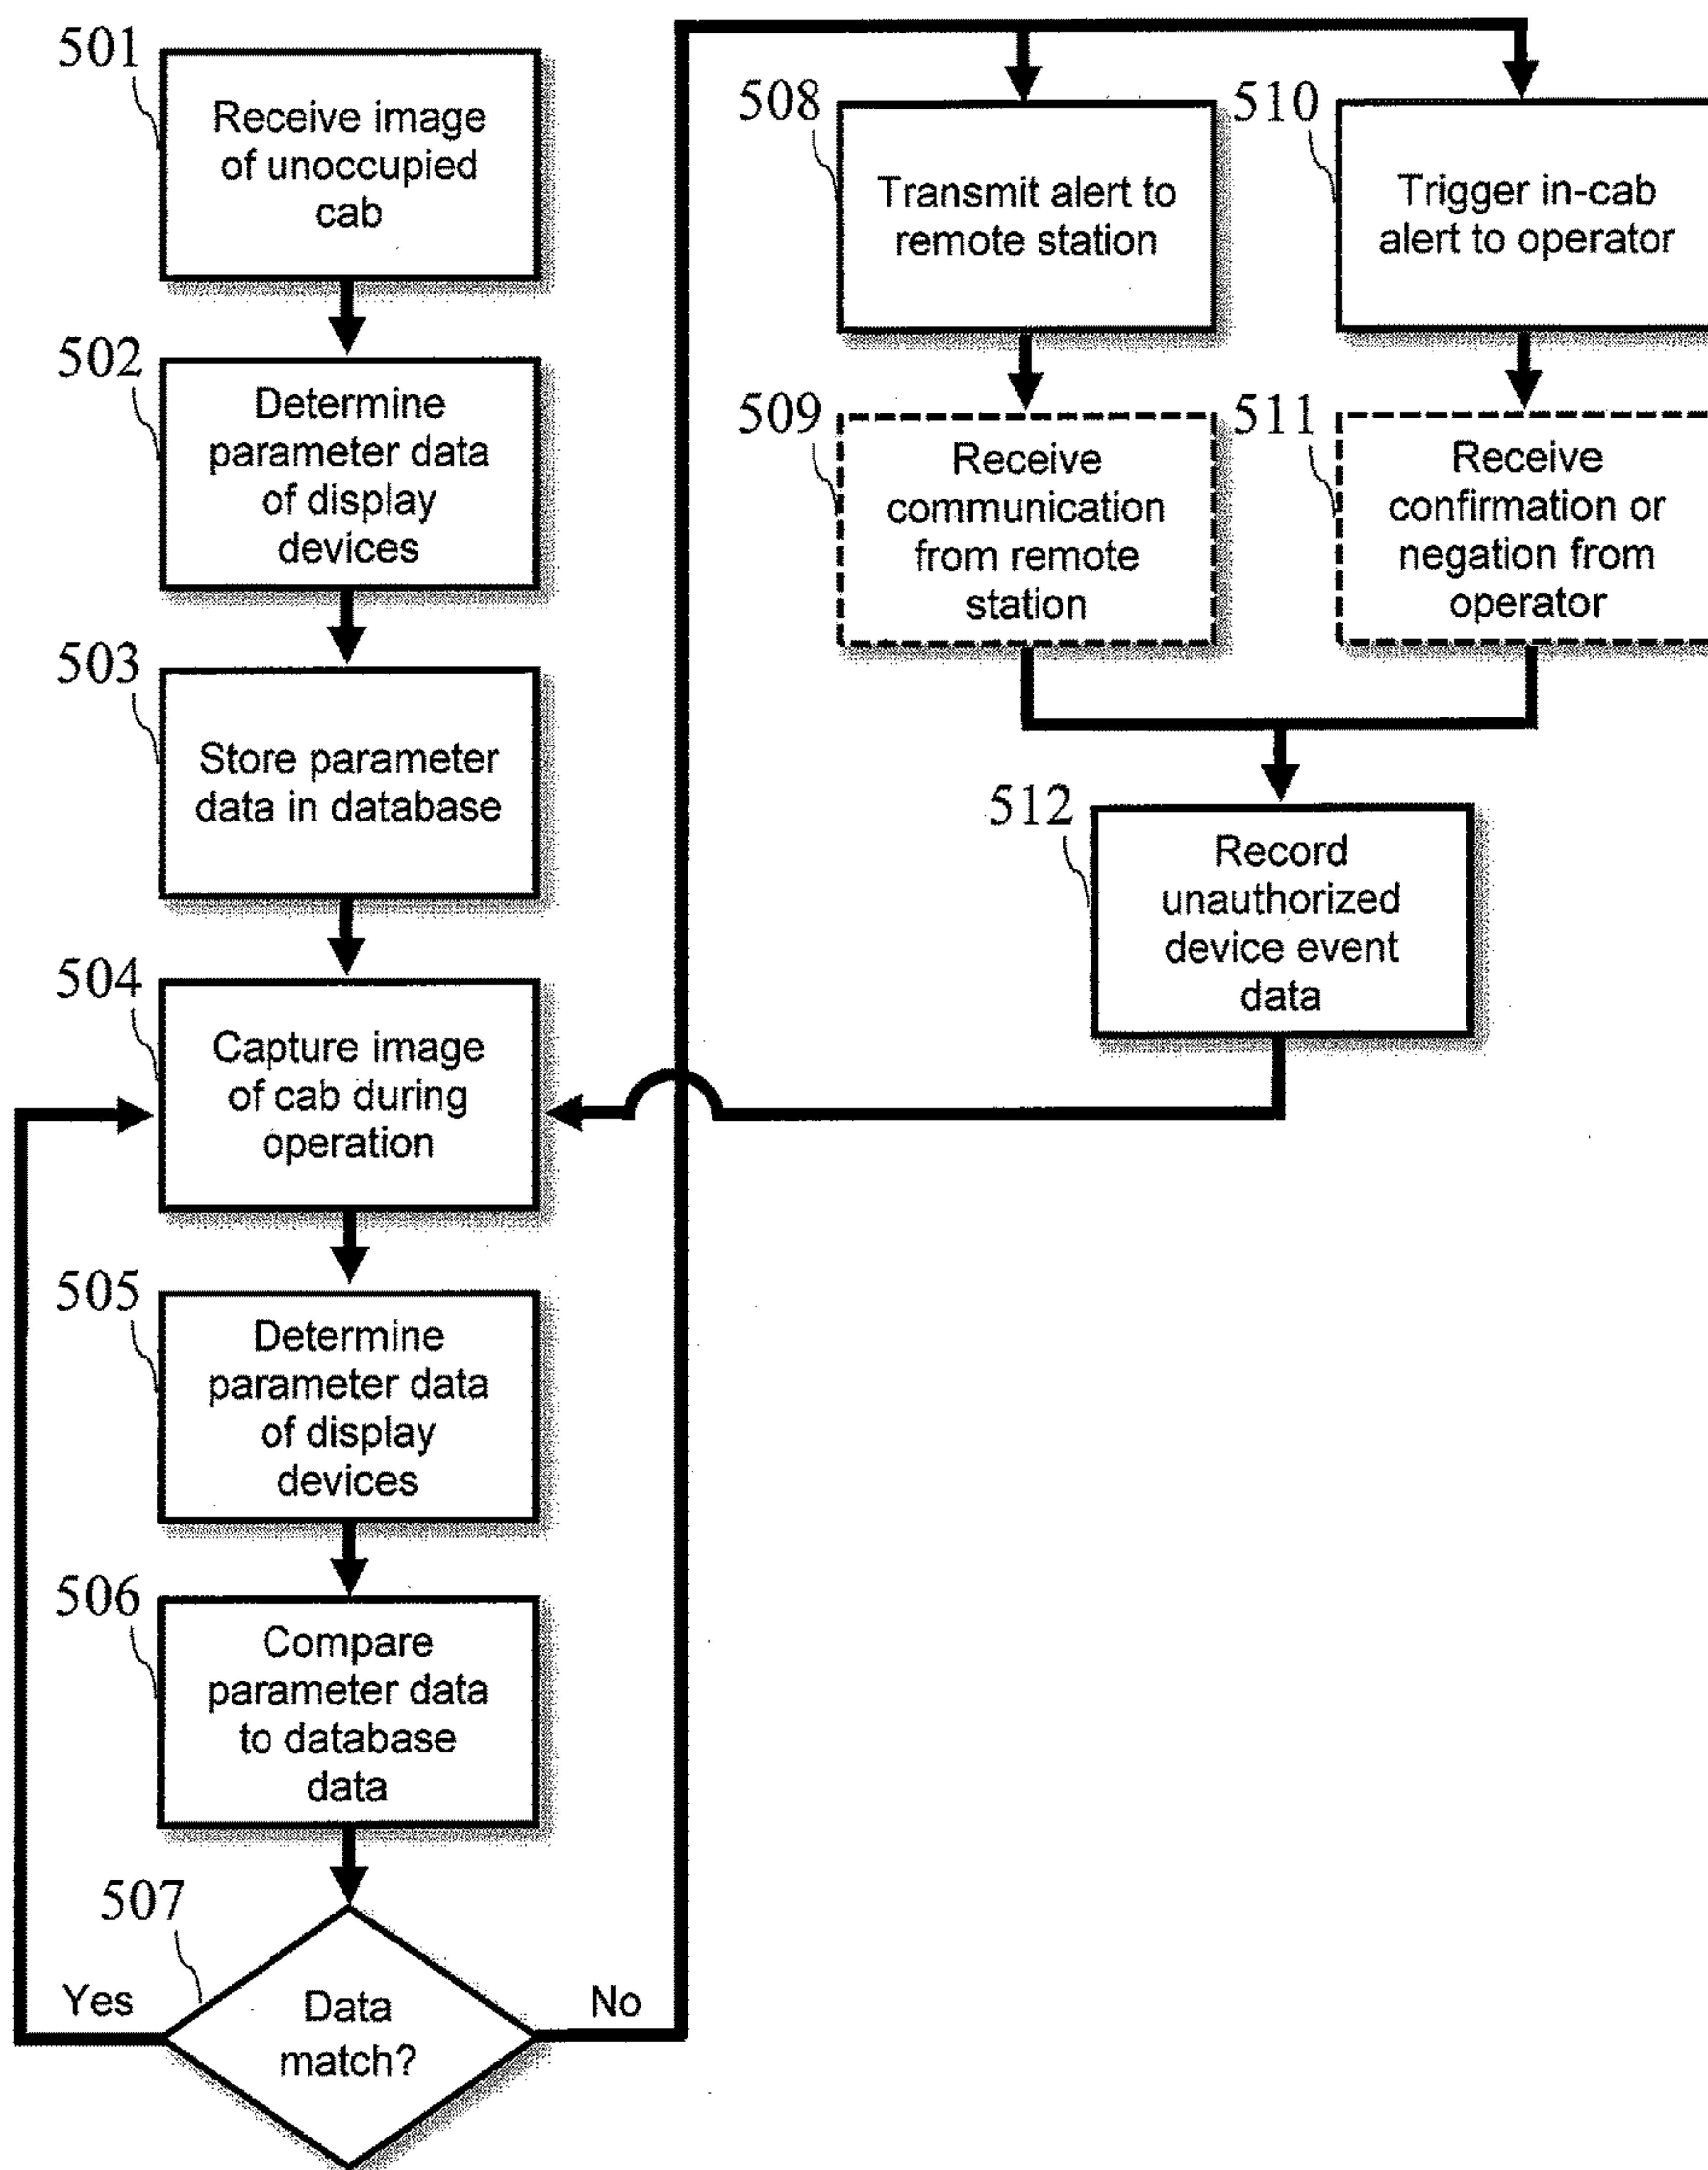 501
Receive image
of unoccupied
cab
502
Determine
parameter data
of display
devices
503
Store parameter
data in database
504
Capture image
of cab during
operation
505
Determine
parameter data
of display
devices
506
Compare
parameter data
to database
data
507
Data
match?
Yes
No
508
Transmit alert to
remote station
509
Receive
communication
from remote
station
510
Trigger in-cab
alert to operator
511
Receive
confirmation or
negation from
operator
512
Record
unauthorized
device event
data